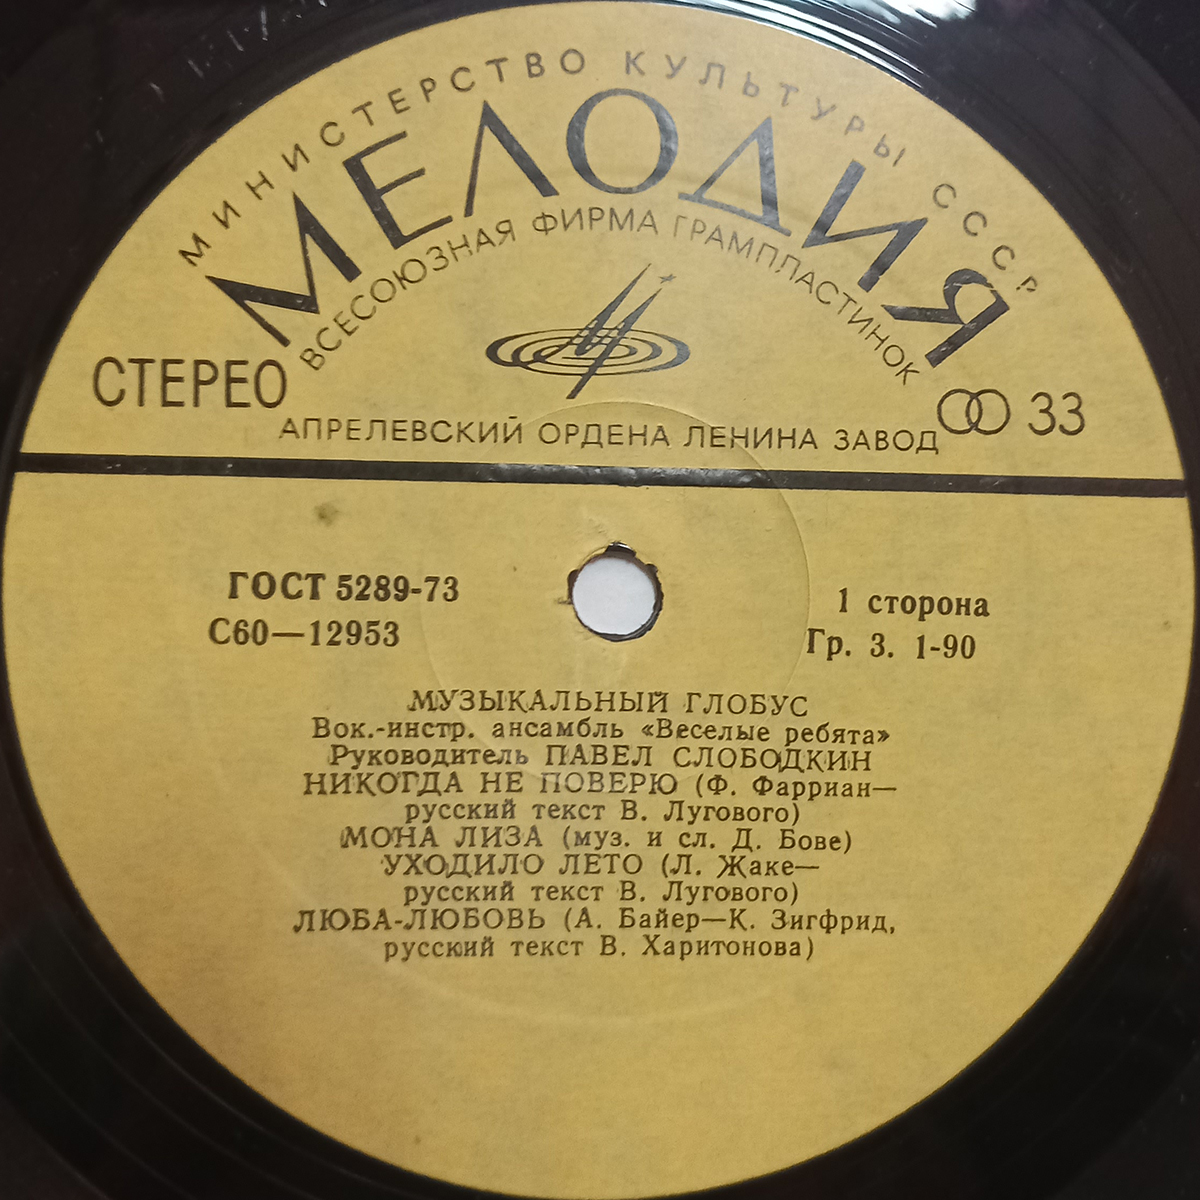 МИНИСТЕРСТВО КУЛЬТУРЫ СССР
МЕЛОДИЯ
ВСЕСОЮЗНАЯ ФИРМА ГРАМПЛАСТИНОК
СТЕРЕО
33
АПРЕЛЕВСКИЙ ОРДЕНА ЛЕНИНА ЗАВОД
ГОСТ 5289-73
С60—12953
1 сторона
Гр. 3. 1-90
МУЗЫКАЛЬНЫЙ ГЛОБУС
Вок.-инстр. ансамбль «Веселые ребята»
Руководитель ПАВЕЛ СЛОБОДКИН
НИКОГДА НЕ ПОВЕРЮ (Ф. Фарриан—
русский текст В. Лугового)
МОНА ЛИЗА (муз. и сл. Д. Бове)
УХОДИЛО ЛЕТО (Л. Жаке—
русский текст В. Лугового)
ЛЮБА-ЛЮБОВЬ (А. Байер—К. Зигфрид,
русский текст В. Харитонова)